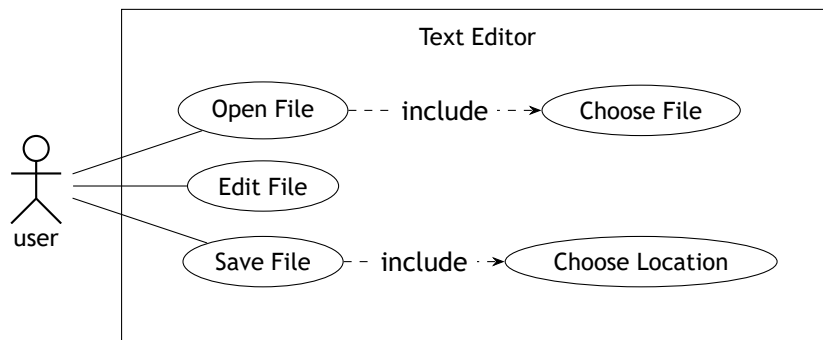 Text Editor
Open File
include
Choose File
Edit File
user
Save File
include
Choose Location